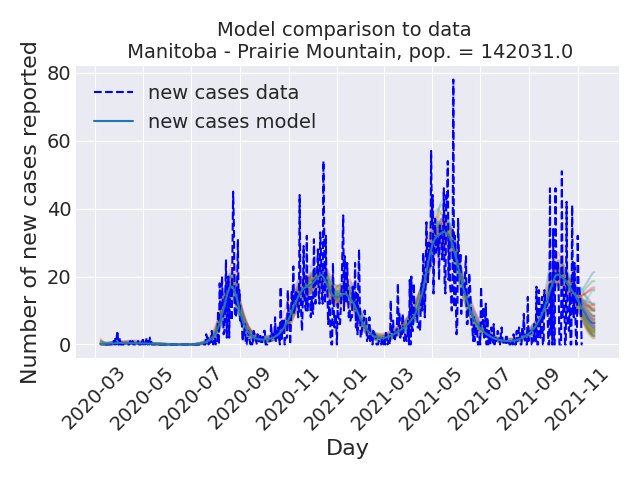 Model comparison to data
Manitoba - Prairie Mountain, pop. = 142031.0
Number of new cases reported
80
60
40
20
0
new cases data
new cases model
2020-03
2020-05
2020-07
2020-09
2020-11
2021-01
2021-03
2021-05
2021-07
2021-09
2021-11
Day